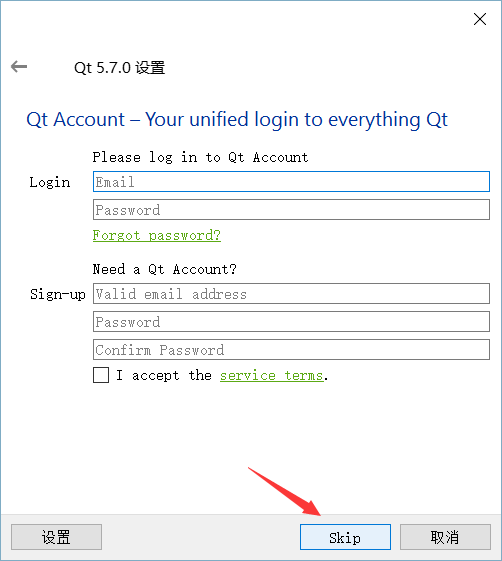 Qt 5.7.0 设置
Qt Account – Your unified login to everything Qt
Please log in to Qt Account
Login
Email
Password
Forgot password?
Need a Qt Account?
Sign-up
Valid email address
Password
Confirm Password
I accept the service terms.
设置
Skip
取消